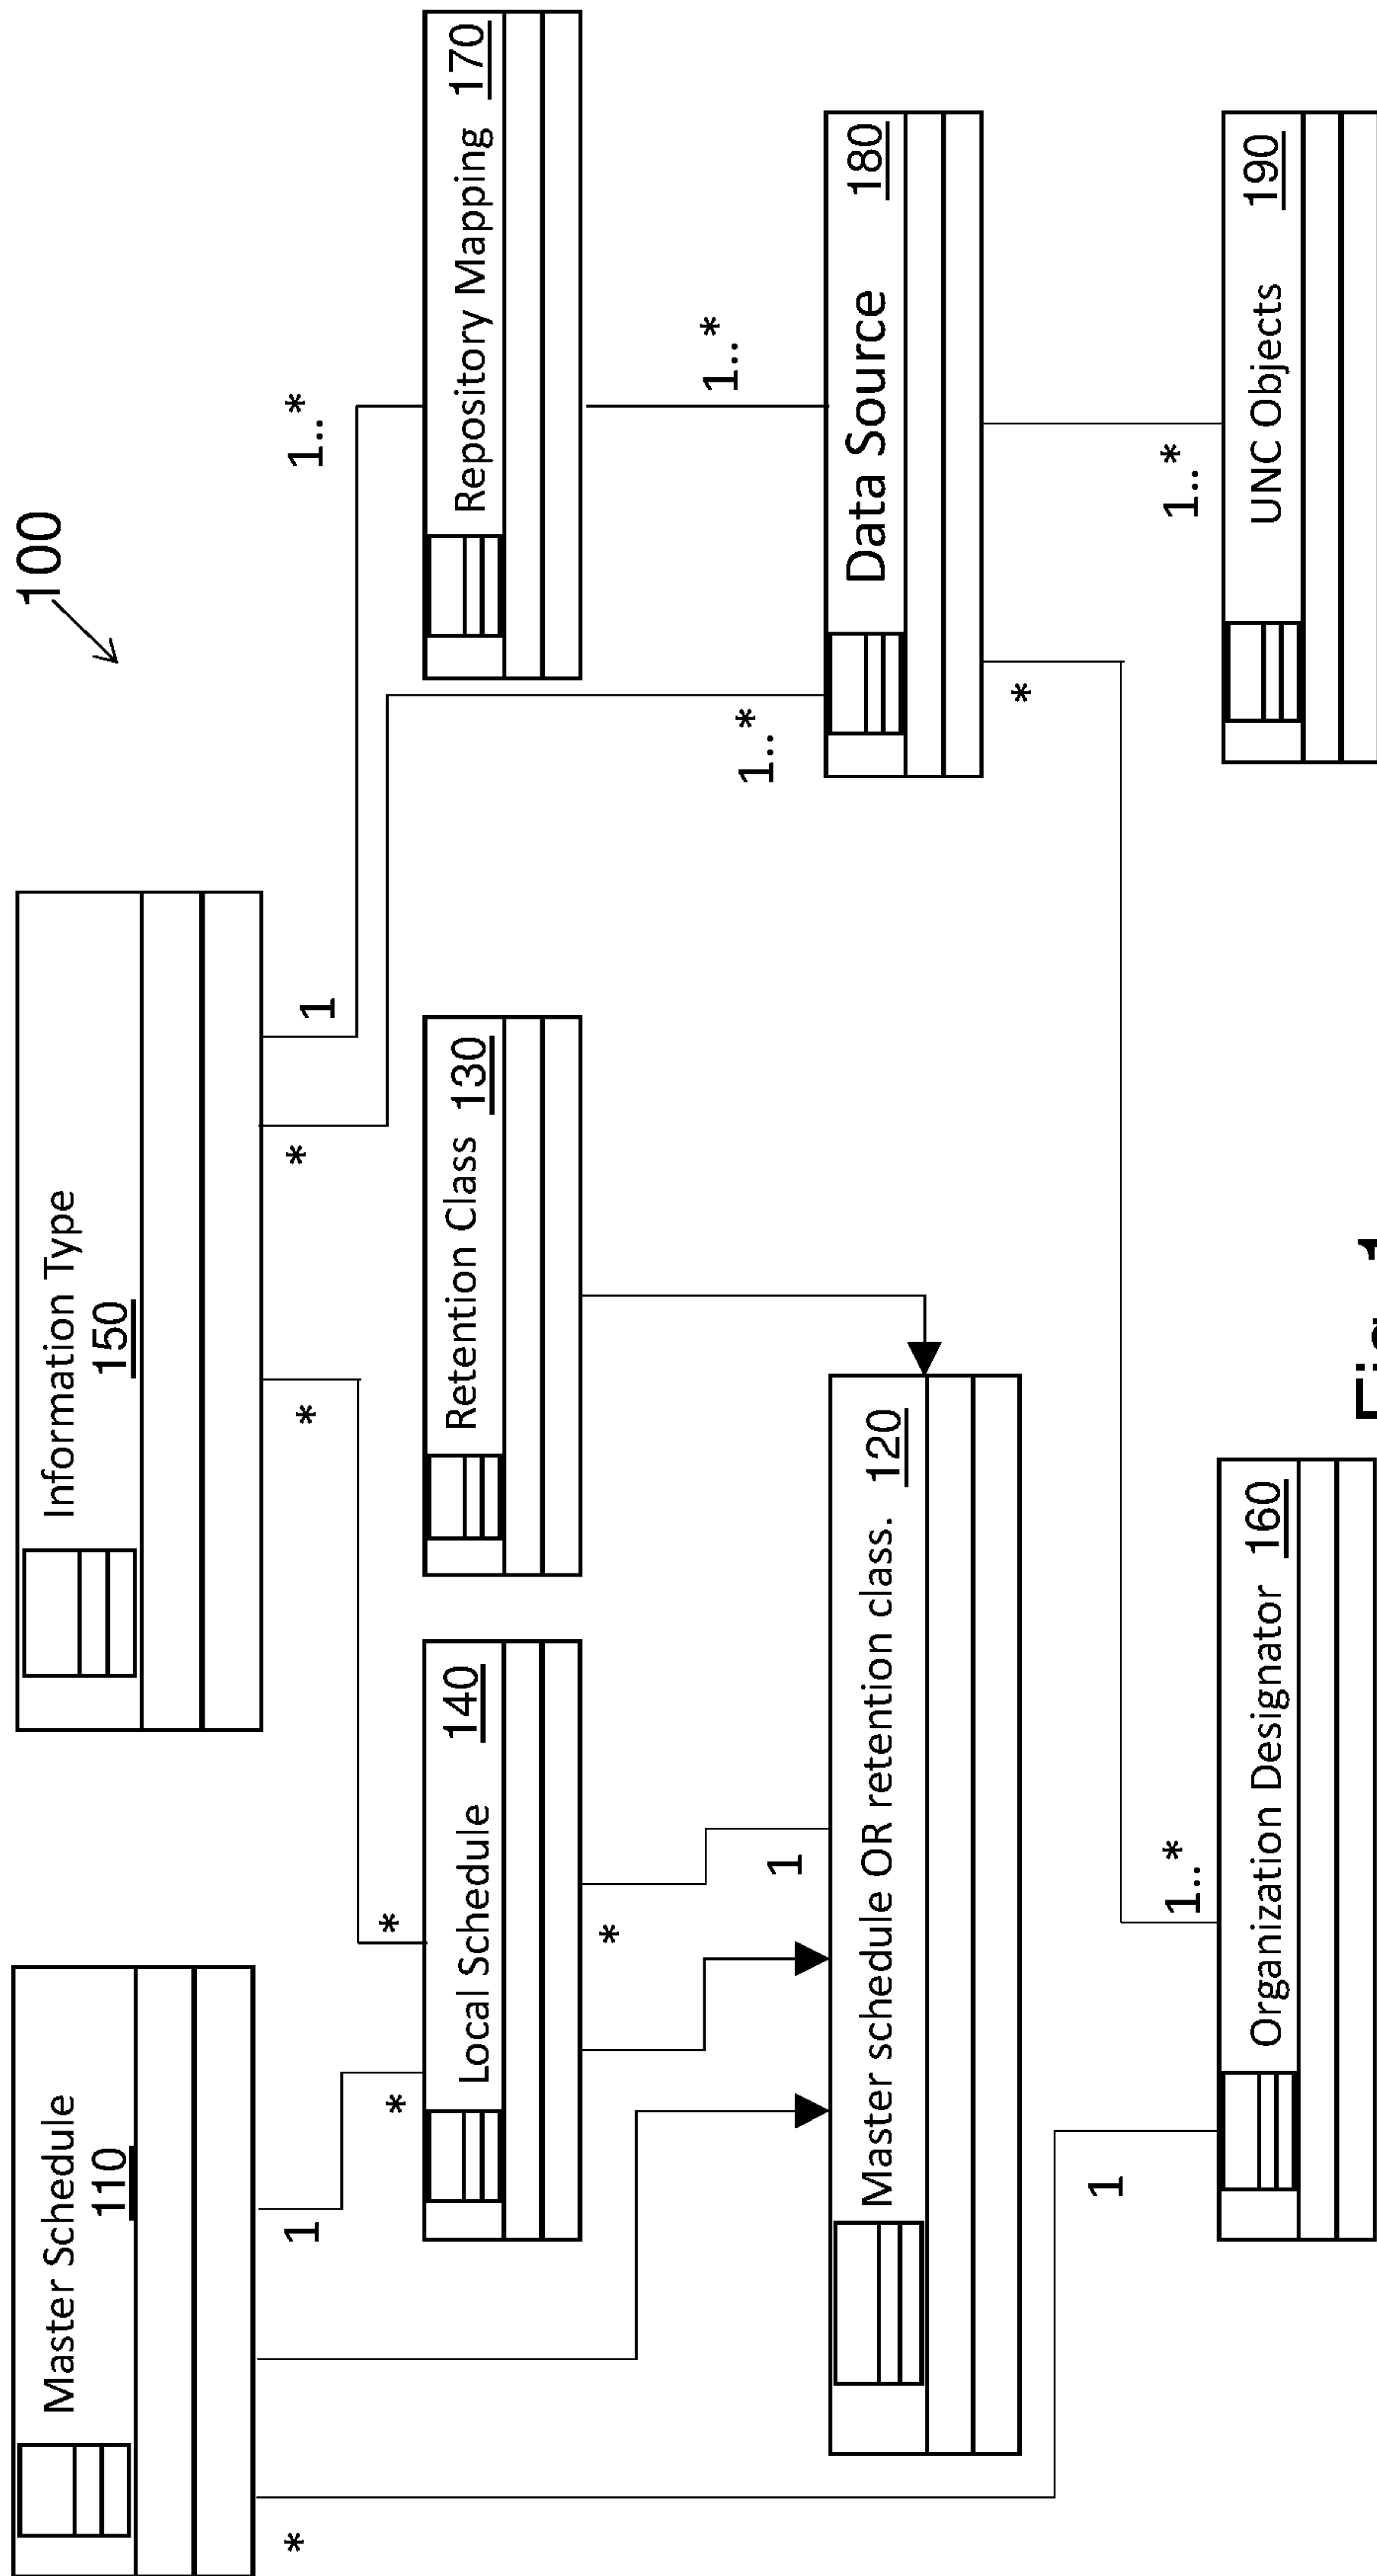 100
Master Schedule
110
Information Type
150
1
*
*
*
1
1..*
*
*
Local Schedule 140
Retention Class 130
Repository Mapping 170
*
1
1..*
1..*
Master schedule OR retention class. 120
Data Source 180
1
1..*
*
1..*
Organization Designator 160
UNC Objects 190